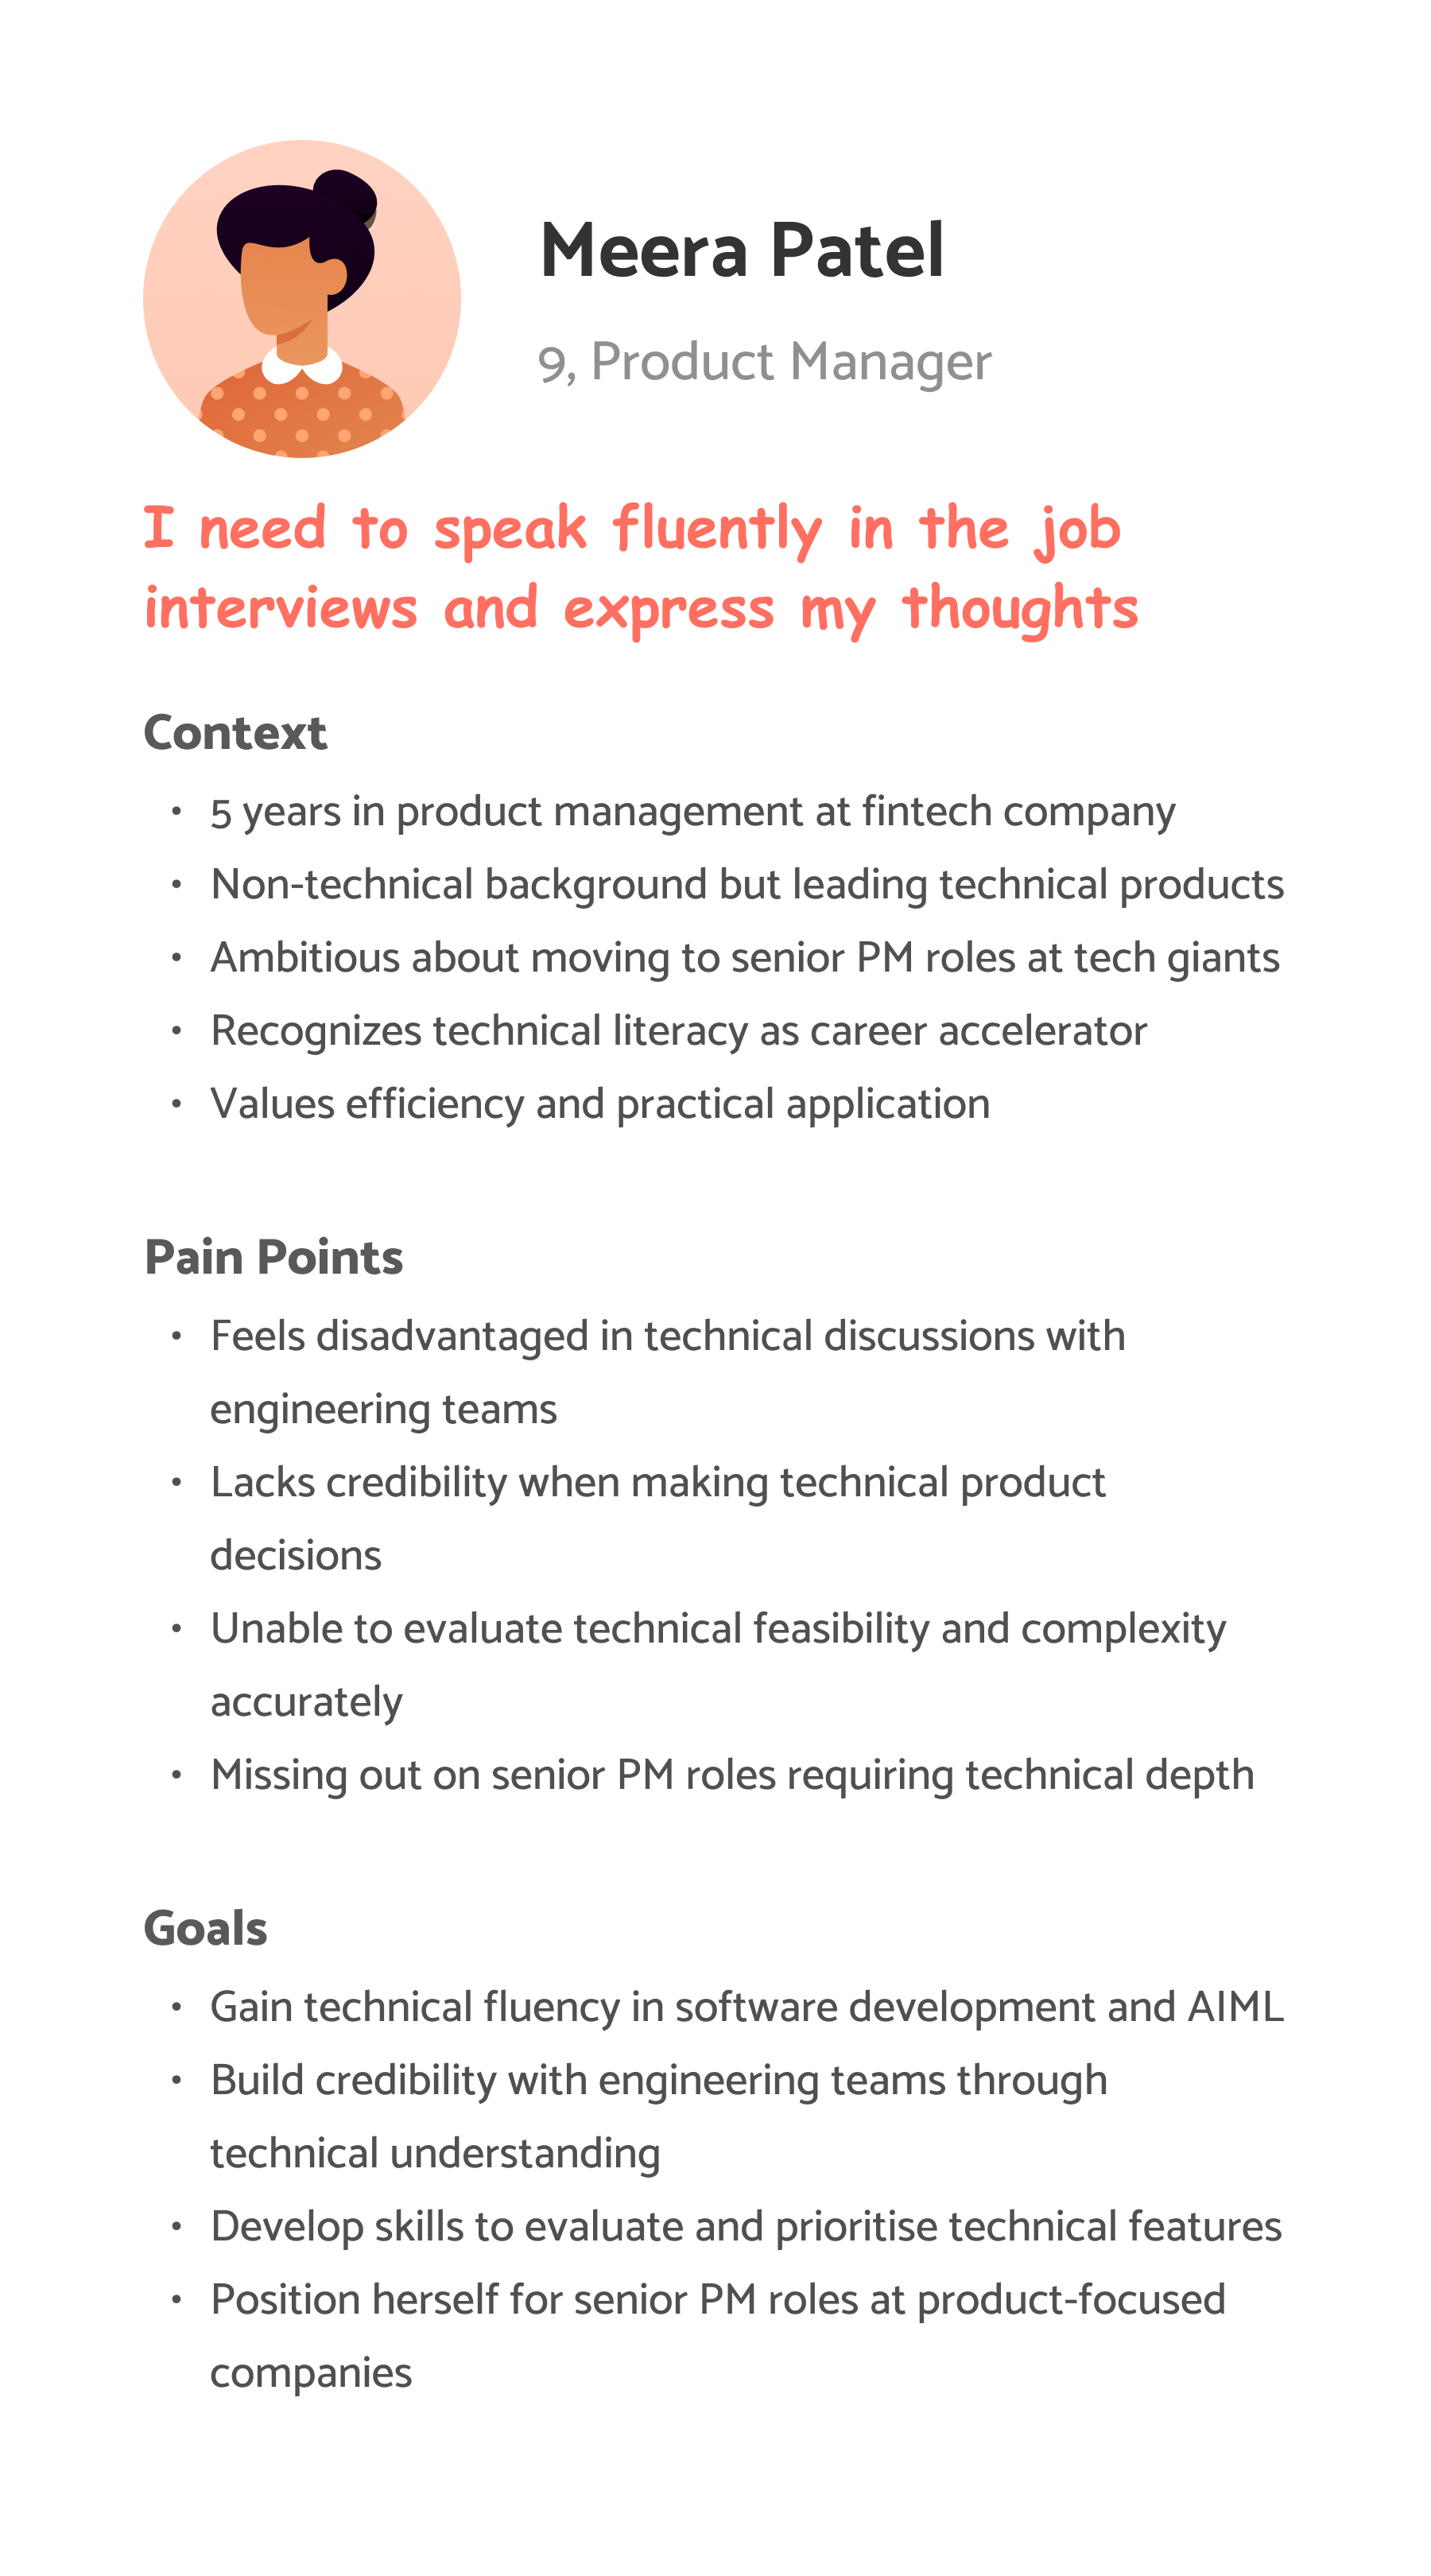 Meera Patel
9, Product Manager
I need to speak fluently in the job
interviews and express my thoughts
Context
• 5 years in product management at fintech company
• Non-technical background but leading technical products
• Ambitious about moving to senior PM roles at tech giants
• Recognizes technical literacy as career accelerator
• Values efficiency and practical application
Pain Points
• Feels disadvantaged in technical discussions with
engineering teams
• Lacks credibility when making technical product
decisions
• Unable to evaluate technical feasibility and complexity
accurately
• Missing out on senior PM roles requiring technical depth
Goals
• Gain technical fluency in software development and AIML
• Build credibility with engineering teams through
technical understanding
• Develop skills to evaluate and prioritise technical features
• Position herself for senior PM roles at product-focused
companies